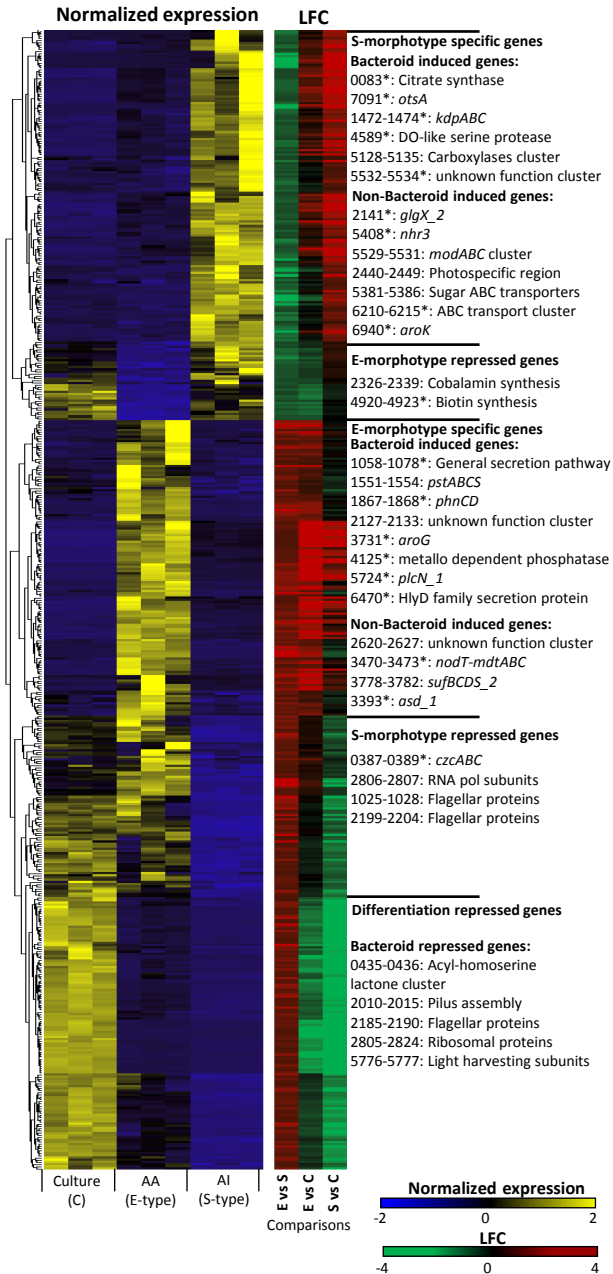 Normalized expression
LFC
S-morphotype specific genes
Bacteroid induced genes:
0083*: Citrate synthase
7091*: otsA
1472-1474*: kdpABC
4589*: DO-like serine protease
5128-5135: Carboxylases cluster
5532-5534*: unknown function cluster
Non-Bacteroid induced genes:
2141*: glgX_2
5408*: nhr3
5529-5531: modABC cluster
2440-2449: Photospecific region
5381-5386: Sugar ABC transporters
6210-6215*: ABC transport cluster
6940*: aroK
E-morphotype repressed genes
2326-2339: Cobalamin synthesis
4920-4923*: Biotin synthesis
E-morphotype specific genes
Bacteroid induced genes:
1058-1078*: General secretion pathway
1551-1554: pstABCS
1867-1868*: phnCD
2127-2133: unknown function cluster
3731*: aroG
4125*: metallo dependent phosphatase
5724*: plcN_1
6470*: HlyD family secretion protein
Non-Bacteroid induced genes:
2620-2627: unknown function cluster
3470-3473*: nodT-mdtABC
3778-3782: sufBCDS_2
3393*: asd_1
S-morphotype repressed genes
0387-0389*: czcABC
2806-2807: RNA pol subunits
1025-1028: Flagellar proteins
2199-2204: Flagellar proteins
Differentiation repressed genes
Bacteroid repressed genes:
0435-0436: Acyl-homoserine
lactone cluster
2010-2015: Pilus assembly
2185-2190: Flagellar proteins
2805-2824: Ribosomal proteins
5776-5777: Light harvesting subunits
Culture
(C)
AA
(E-type)
AI
(S-type)
E vs S
E vs C
S vs C
Comparisons
Normalized expression
-2
0
2
LFC
-4
0
4